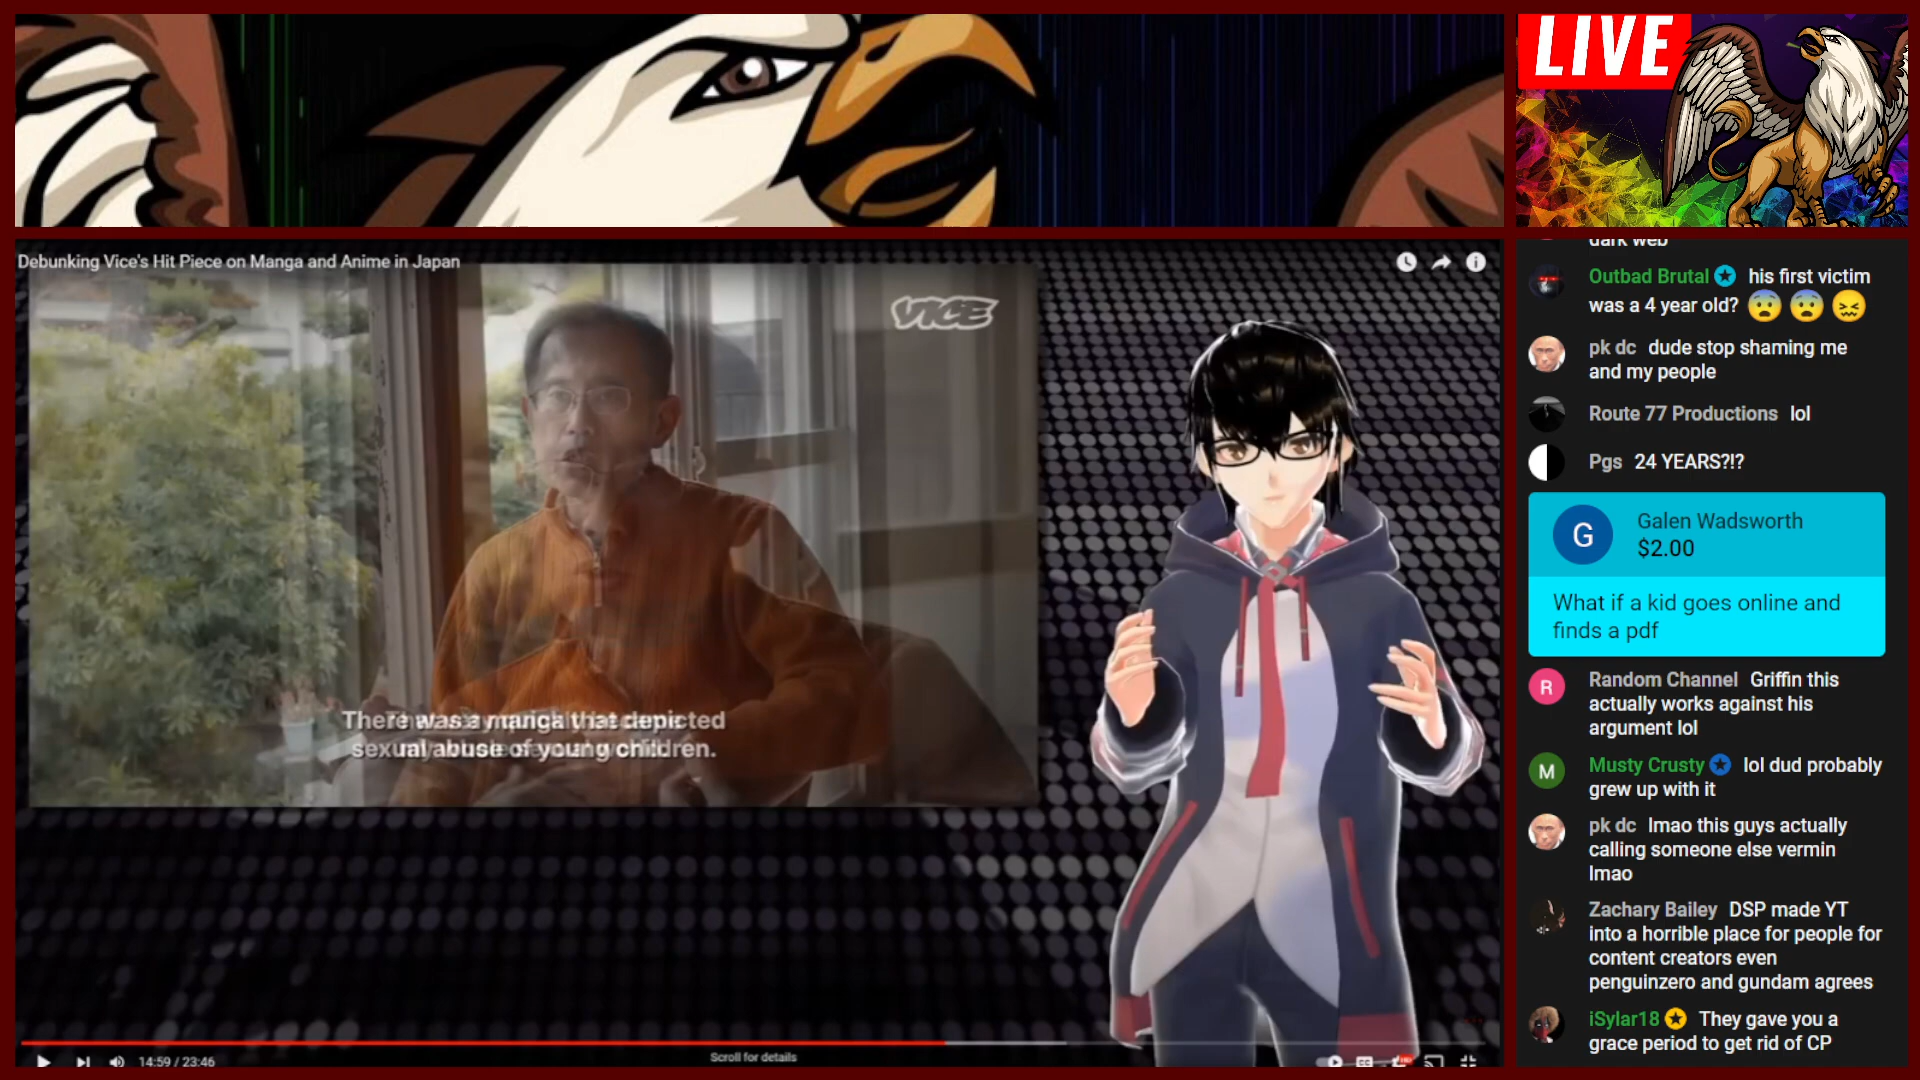 LIVE
Debunking Vice's Hit Piece on Manga and Anime in Japan
VICE
There was a manga that depicted
sexual abuse of young children.
14:59 / 23:46
Scroll for details
dark web
Outbad Brutal his first victim
was a 4 year old?
pk dc dude stop shaming me
and my people
Route 77 Productions lol
Pgs 24 YEARS?!?
G
Galen Wadsworth
$2.00
What if a kid goes online and
finds a pdf
R
Random Channel Griffin this
actually works against his
argument lol
M
Musty Crusty lol dud probably
grew up with it
pk dc lmao this guys actually
calling someone else vermin
lmao
Zachary Bailey DSP made YT
into a horrible place for people for
content creators even
penguinzero and gundam agrees
iSylar18 They gave you a
grace period to get rid of CP